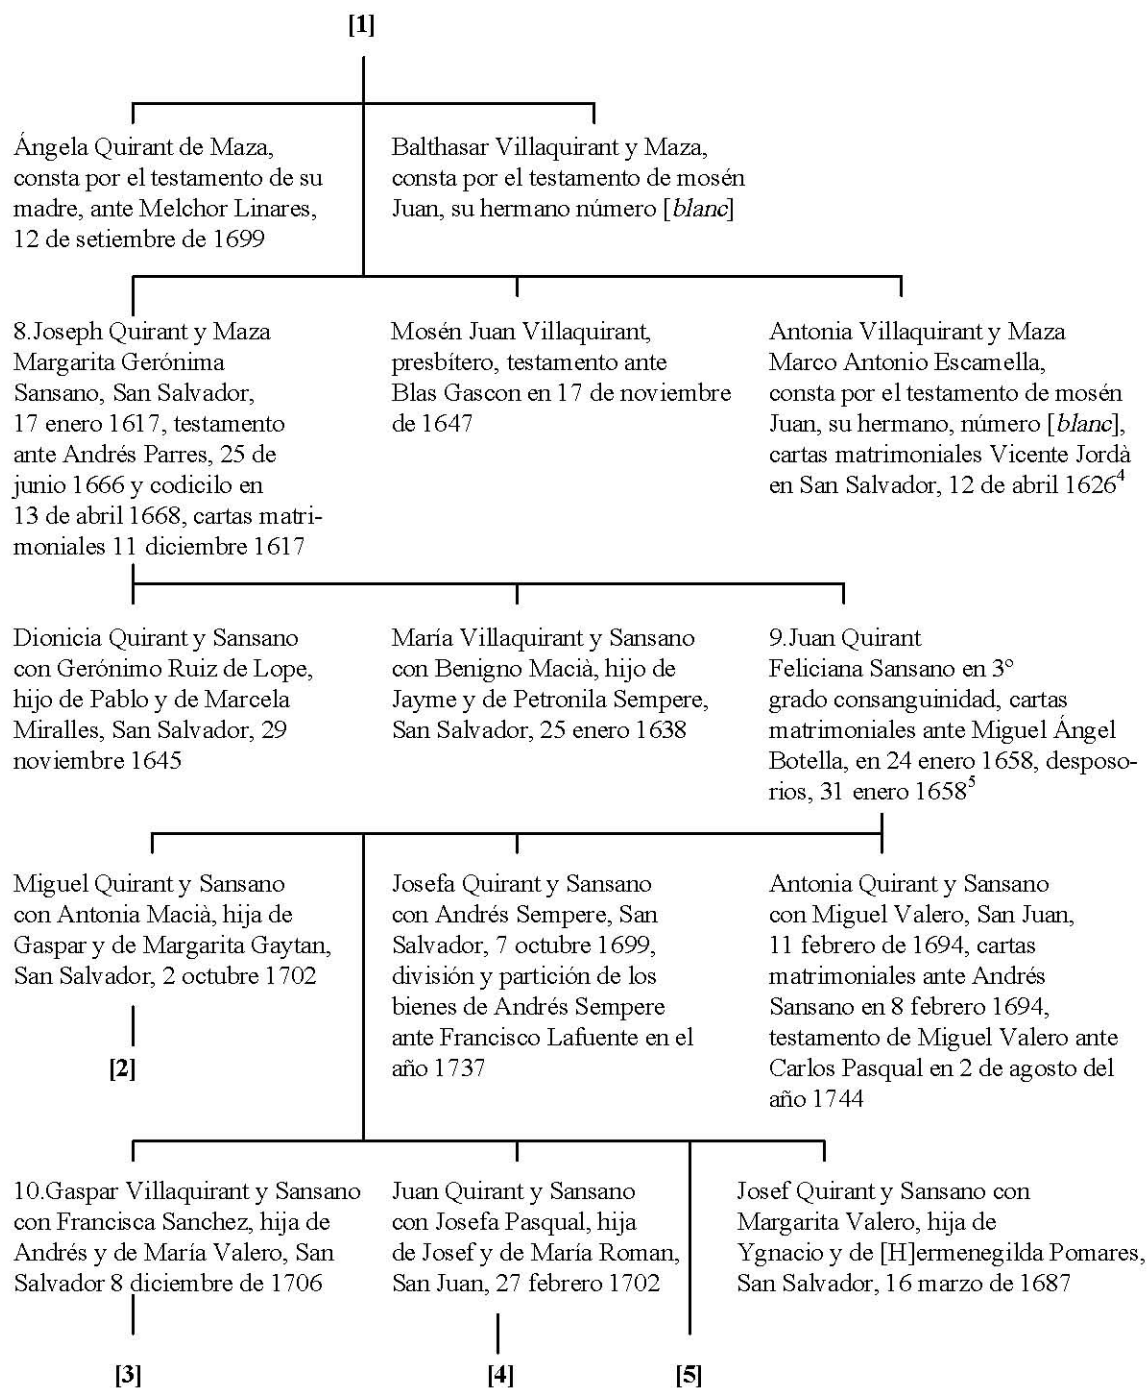 [1]
Ángela Quirant de Maza,
consta por el testamento de su
madre, ante Melchor Linares,
12 de setiembre de 1699
Balthasar Villaquirant y Maza,
consta por el testamento de mosén
Juan, su hermano número [blanc]
8.Joseph Quirant y Maza
Margarita Gerónima
Sansano, San Salvador,
17 enero 1617, testamento
ante Andrés Parres, 25 de
junio 1666 y codicilo en
13 de abril 1668, cartas matri-
moniales 11 diciembre 1617
Mosén Juan Villaquirant,
presbítero, testamento ante
Blas Gascon en 17 de noviembre
de 1647
Antonia Villaquirant y Maza
Marco Antonio Escamella,
consta por el testamento de mosén
Juan, su hermano, número [blanc],
cartas matrimoniales Vicente Jordà
en San Salvador, 12 de abril 1626⁴
Dionicia Quirant y Sansano
con Gerónimo Ruiz de Lope,
hijo de Pablo y de Marcela
Miralles, San Salvador, 29
noviembre 1645
María Villaquirant y Sansano
con Benigno Macià, hijo de
Jayme y de Petronila Sempere,
San Salvador, 25 enero 1638
9.Juan Quirant
Feliciana Sansano en 3°
grado consanguinidad, cartas
matrimoniales ante Miguel Ángel
Botella, en 24 enero 1658, desposo-
rios, 31 enero 1658⁵
Miguel Quirant y Sansano
con Antonia Macià, hija de
Gaspar y de Margarita Gaytan,
San Salvador, 2 octubre 1702
[2]
Josefa Quirant y Sansano
con Andrés Sempere, San
Salvador, 7 octubre 1699,
división y partición de los
bienes de Andrés Sempere
ante Francisco Lafuente en el
año 1737
Antonia Quirant y Sansano
con Miguel Valero, San Juan,
11 febrero de 1694, cartas
matrimoniales ante Andrés
Sansano en 8 febrero 1694,
testamento de Miguel Valero ante
Carlos Pasqual en 2 de agosto del
año 1744
10.Gaspar Villaquirant y Sansano
con Francisca Sanchez, hija de
Andrés y de María Valero, San
Salvador 8 diciembre de 1706
Juan Quirant y Sansano
con Josefa Pasqual, hija
de Josef y de María Roman,
San Juan, 27 febrero 1702
Josef Quirant y Sansano con
Margarita Valero, hija de
Ygnacio y de [H]ermenegilda Pomares,
San Salvador, 16 marzo de 1687
[3]
[4]
[5]